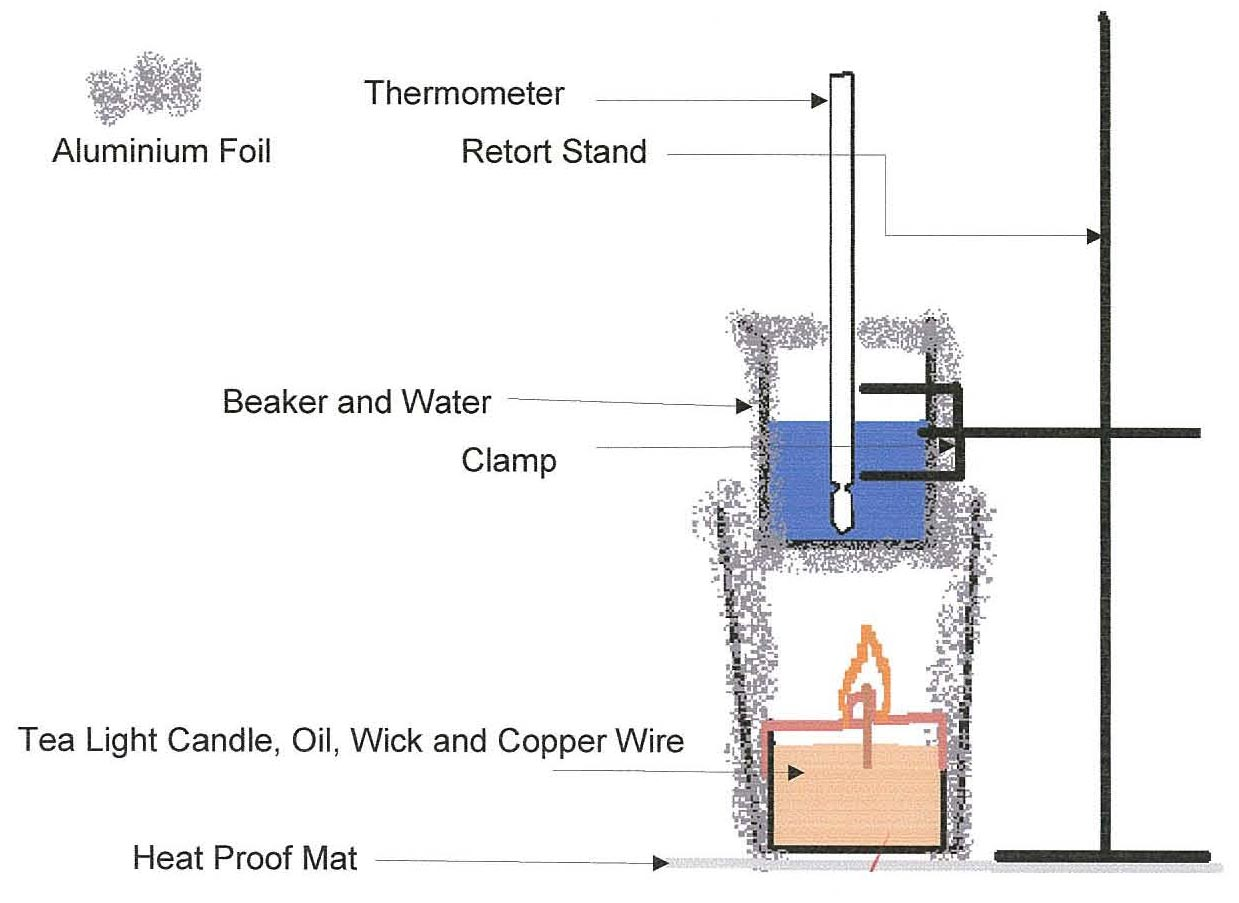 Thermometer
Aluminium Foil
Retort Stand
Beaker and Water
Clamp
Tea Light Candle, Oil, Wick and Copper Wire
Heat Proof Mat